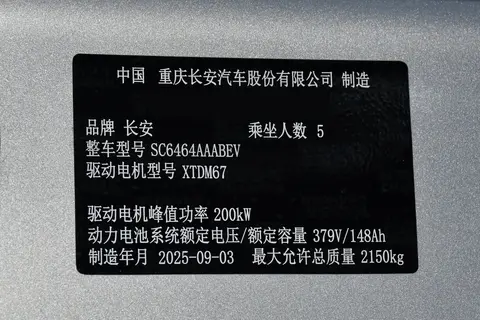 中国 重庆长安汽车股份有限公司 制造
品牌 长安 乘坐人数 5
整车型号 SC6464AAABEV
驱动电机型号 XTDM67
驱动电机峰值功率 200kW
动力电池系统额定电压/额定容量 379V/148Ah
制造年月 2025-09-03 最大允许总质量 2150kg